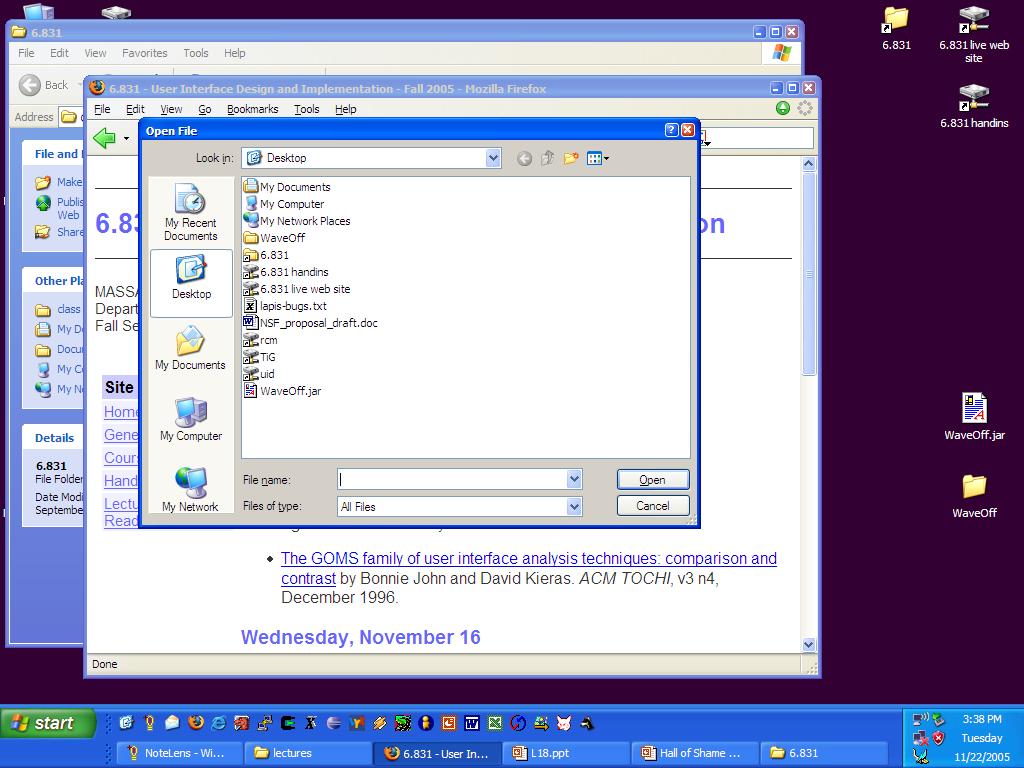 6.831
File Edit View Favorites Tools Help
Back
Address
File and
Make
Publis
Web
Share
Other Pla
class
My D
Docu
My C
My N
Details
6.831
File Folder
Date Modi
Septembe
6.831 - User Interface Design and Implementation - Fall 2005 - Mozilla Firefox
File Edit View Go Bookmarks Tools Help
6.83
on
MASSA
Depart
Fall Se
Site
Home
Gene
Cour
Hand
Lectu
Read
Open File
Look in: Desktop
My Recent
Documents
Desktop
My Documents
My Computer
My Network
My Documents
My Computer
My Network Places
WaveOff
6.831
6.831 handins
6.831 live web site
lapis-bugs.txt
NSF_proposal_draft.doc
rcm
TiG
uid
WaveOff.jar
File name: Open
Files of type: All Files Cancel
The GOMS family of user interface analysis techniques: comparison and
contrast by Bonnie John and David Kieras. ACM TOCHI, v3 n4,
December 1996.
Wednesday, November 16
Done
6.831
6.831 live web
site
6.831 handins
WaveOff.jar
WaveOff
start
NoteLens - Wi...
lectures
6.831 - User In...
L18.ppt
Hall of Shame ...
6.831
3:38 PM
Tuesday
11/22/2005